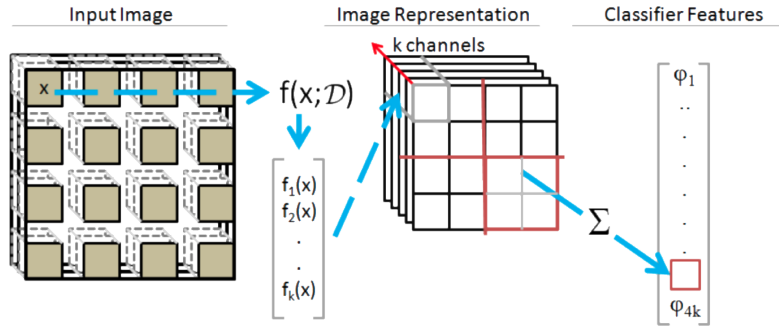 Input Image
Image Representation
Classifier Features
k channels
x
f(x;𝒟)
f₁(x)
f₂(x)
.
.
fₖ(x)
Σ
φ₁
..
.
.
.
.
.
φ₄ₖ